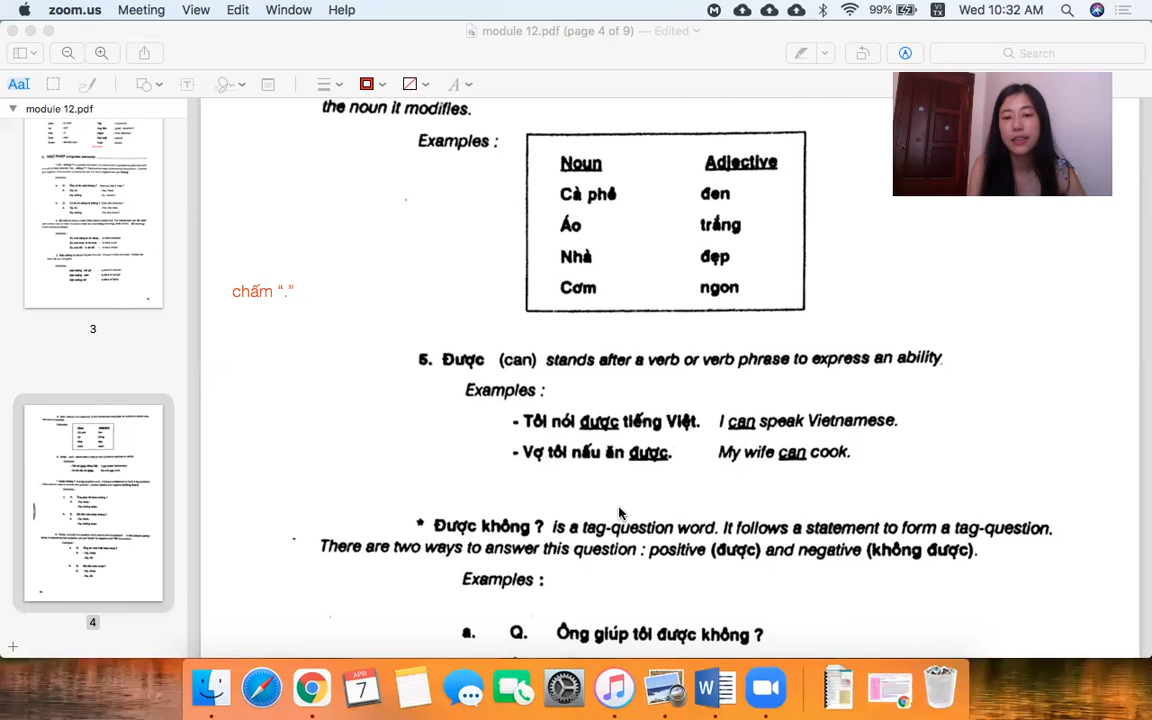 zoom.us Meeting View Edit Window Help 99% VI TX Wed 10:32 AM
module 12.pdf (page 4 of 9) — Edited
Search
AaI
module 12.pdf
3
4
the noun it modifies.
Examples :
Noun Adjective
Cà phê đen
Áo trắng
Nhà đẹp
Cơm ngon
chấm “.”
5. Được (can) stands after a verb or verb phrase to express an ability.
Examples :
- Tôi nói được tiếng Việt. I can speak Vietnamese.
- Vợ tôi nấu ăn được. My wife can cook.
* Được không ? is a tag-question word. It follows a statement to form a tag-question.
There are two ways to answer this question : positive (được) and negative (không được).
Examples :
a. Q. Ông giúp tôi được không ?
APR
7